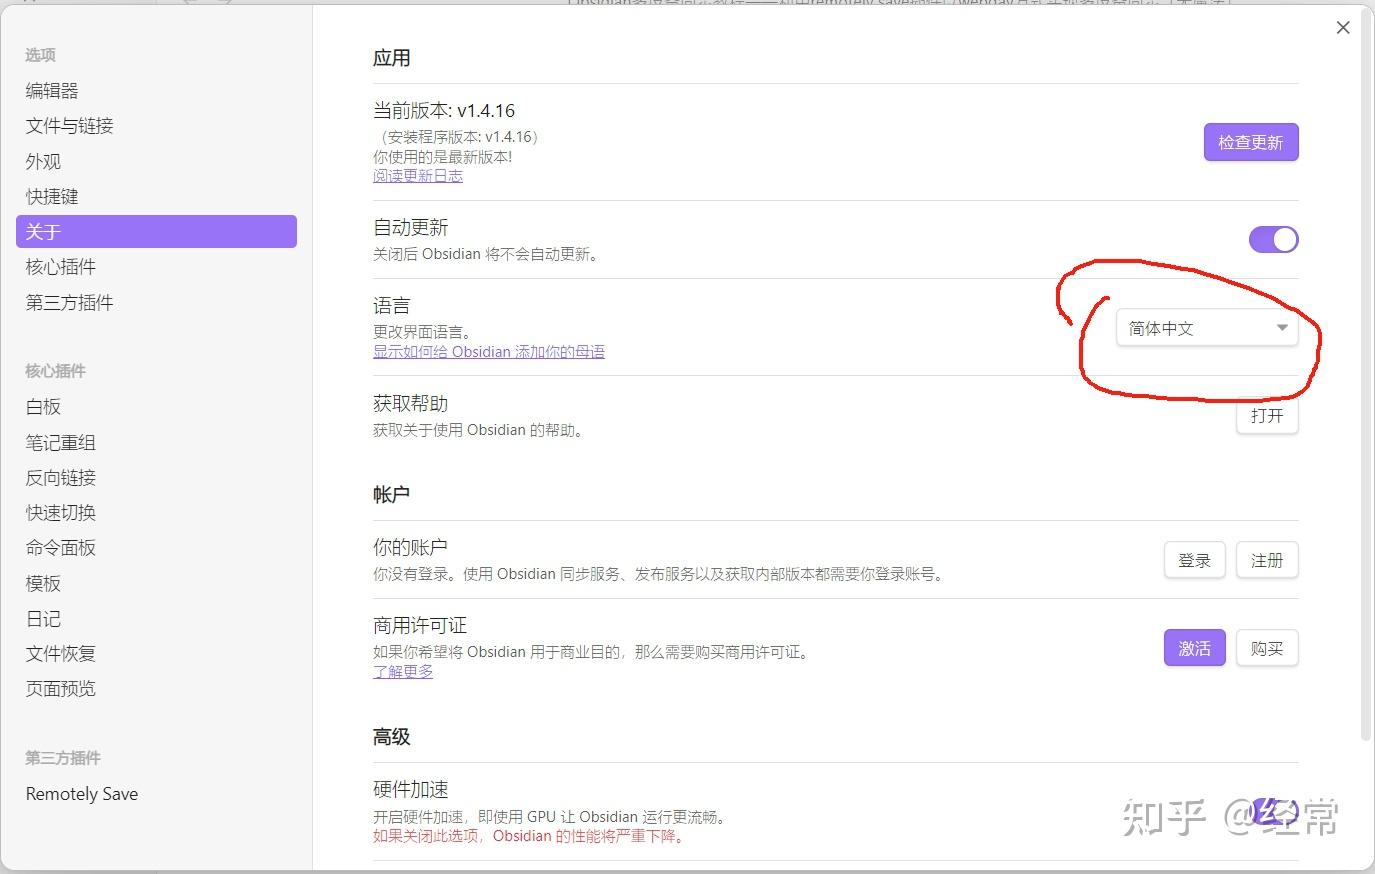 选项
编辑器
文件与链接
外观
快捷键
关于
核心插件
第三方插件
核心插件
白板
笔记重组
反向链接
快速切换
命令面板
模板
日记
文件恢复
页面预览
第三方插件
Remotely Save
应用
当前版本: v1.4.16
（安装程序版本: v1.4.16）
你使用的是最新版本!
阅读更新日志
检查更新
自动更新
关闭后 Obsidian 将不会自动更新。
语言
更改界面语言。
显示如何给 Obsidian 添加你的母语
简体中文
获取帮助
获取关于使用 Obsidian 的帮助。
打开
帐户
你的账户
你没有登录。使用 Obsidian 同步服务、发布服务以及获取内部版本都需要你登录账号。
登录 注册
商用许可证
如果你希望将 Obsidian 用于商业目的，那么需要购买商用许可证。
了解更多
激活 购买
高级
硬件加速
开启硬件加速，即使用 GPU 让 Obsidian 运行更流畅。
如果关闭此选项，Obsidian 的性能将严重下降。
知乎 @经常